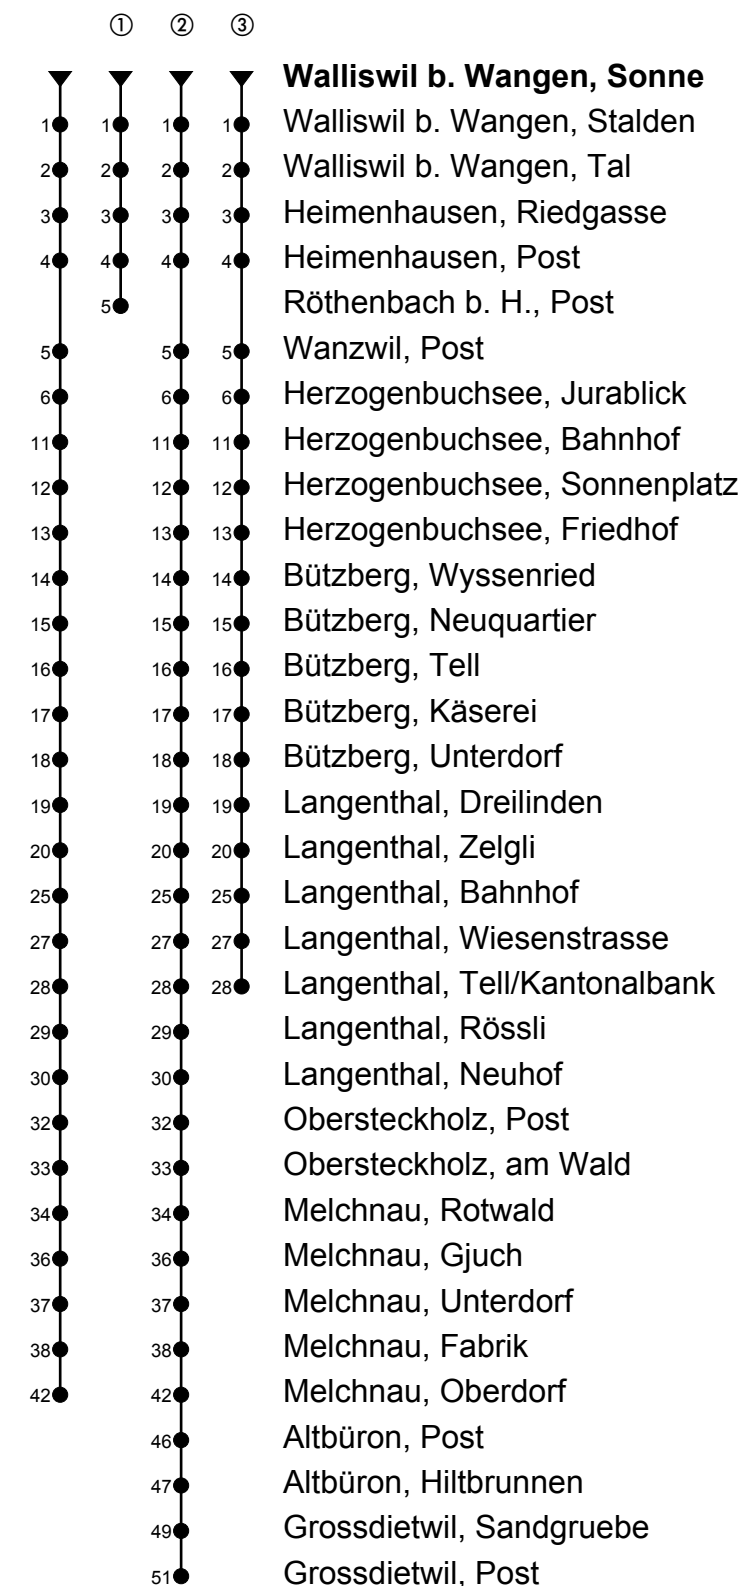 ① ② ③
Walliswil b. Wangen, Sonne
1 1 1 1 Walliswil b. Wangen, Stalden
2 2 2 2 Walliswil b. Wangen, Tal
3 3 3 3 Heimenhausen, Riedgasse
4 4 4 4 Heimenhausen, Post
5 Röthenbach b. H., Post
5 5 5 Wanzwil, Post
6 6 6 Herzogenbuchsee, Jurablick
11 11 11 Herzogenbuchsee, Bahnhof
12 12 12 Herzogenbuchsee, Sonnenplatz
13 13 13 Herzogenbuchsee, Friedhof
14 14 14 Bützberg, Wyssenried
15 15 15 Bützberg, Neuquartier
16 16 16 Bützberg, Tell
17 17 17 Bützberg, Käserei
18 18 18 Bützberg, Unterdorf
19 19 19 Langenthal, Dreilinden
20 20 20 Langenthal, Zelgli
25 25 25 Langenthal, Bahnhof
27 27 27 Langenthal, Wiesenstrasse
28 28 28 Langenthal, Tell/Kantonalbank
29 29 Langenthal, Rössli
30 30 Langenthal, Neuhof
32 32 Obersteckholz, Post
33 33 Obersteckholz, am Wald
34 34 Melchnau, Rotwald
36 36 Melchnau, Gjuch
37 37 Melchnau, Unterdorf
38 38 Melchnau, Fabrik
42 42 Melchnau, Oberdorf
46 Altbüron, Post
47 Altbüron, Hiltbrunnen
49 Grossdietwil, Sandgruebe
51 Grossdietwil, Post